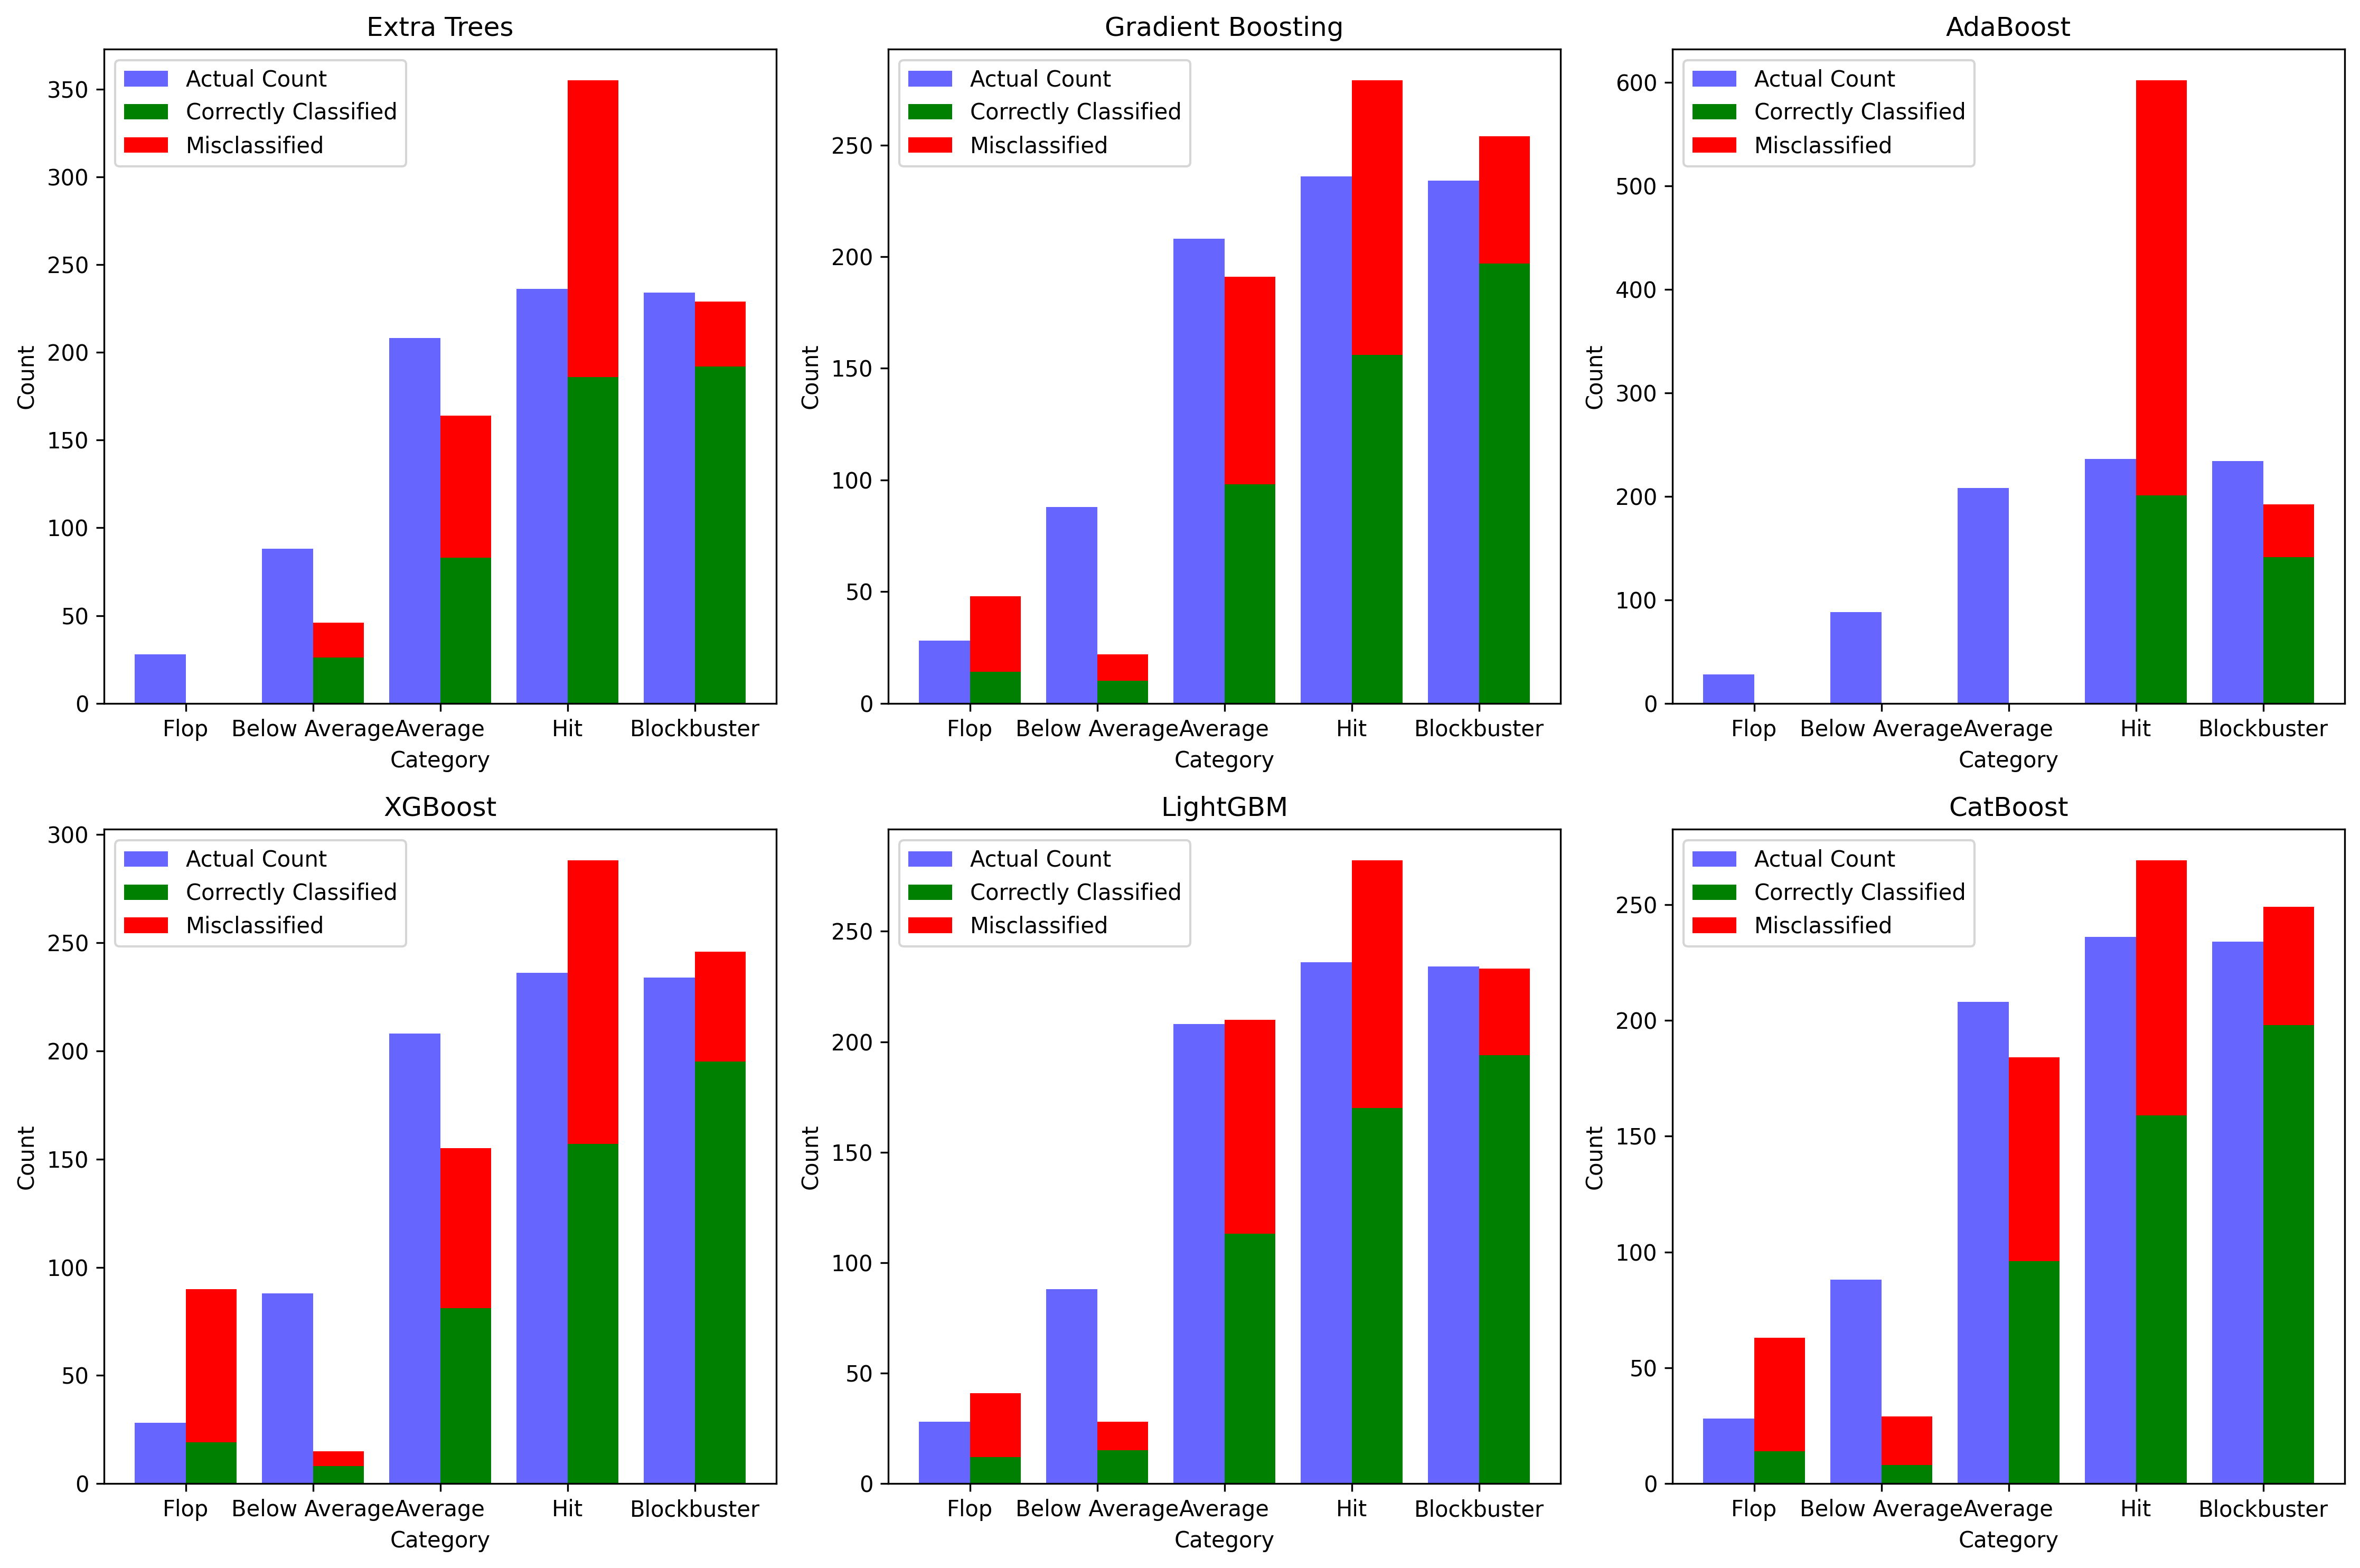 Extra Trees
Actual Count
Correctly Classified
Misclassified
350
300
250
200
150
100
50
0
Count
Flop Below Average Average Hit Blockbuster
Category
Gradient Boosting
Actual Count
Correctly Classified
Misclassified
250
200
150
100
50
0
Count
Flop Below Average Average Hit Blockbuster
Category
AdaBoost
Actual Count
Correctly Classified
Misclassified
600
500
400
300
200
100
0
Count
Flop Below Average Average Hit Blockbuster
Category
XGBoost
Actual Count
Correctly Classified
Misclassified
300
250
200
150
100
50
0
Count
Flop Below Average Average Hit Blockbuster
Category
LightGBM
Actual Count
Correctly Classified
Misclassified
250
200
150
100
50
0
Count
Flop Below Average Average Hit Blockbuster
Category
CatBoost
Actual Count
Correctly Classified
Misclassified
250
200
150
100
50
0
Count
Flop Below Average Average Hit Blockbuster
Category